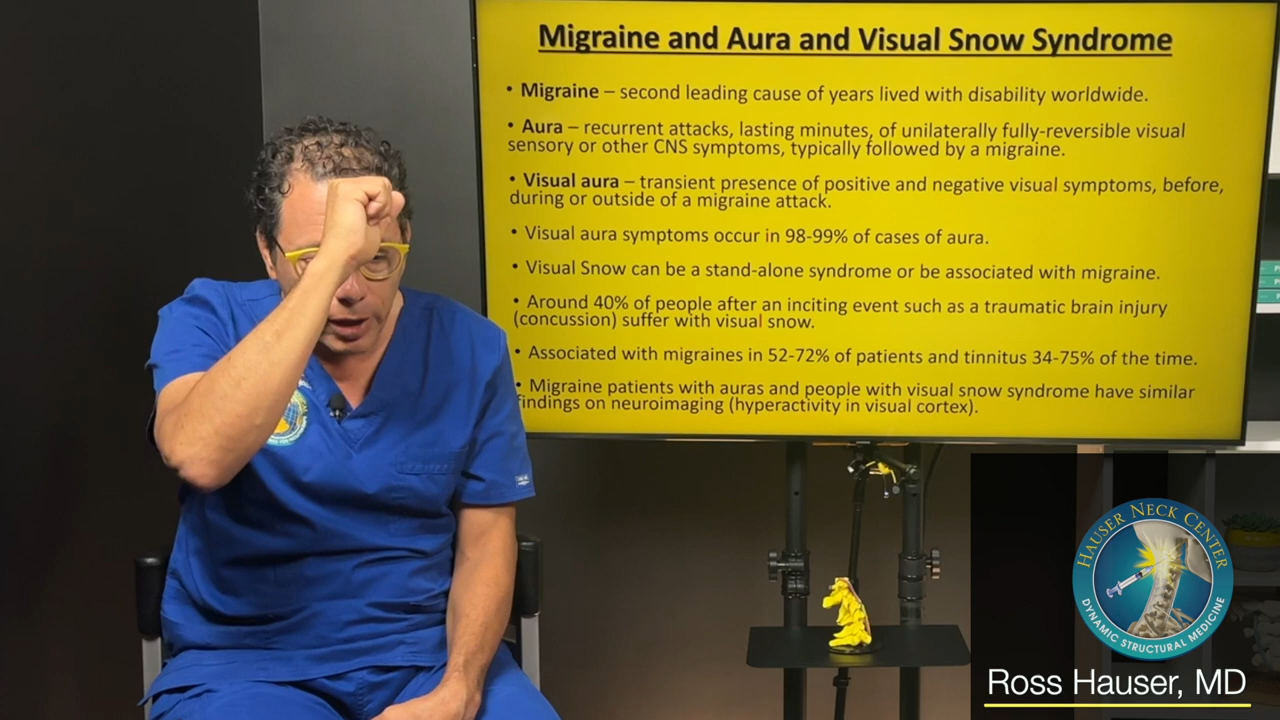 Migraine and Aura and Visual Snow Syndrome
• Migraine – second leading cause of years lived with disability worldwide.
• Aura – recurrent attacks, lasting minutes, of unilaterally fully-reversible visual
sensory or other CNS symptoms, typically followed by a migraine.
• Visual aura – transient presence of positive and negative visual symptoms, before,
during or outside of a migraine attack.
• Visual aura symptoms occur in 98-99% of cases of aura.
• Visual Snow can be a stand-alone syndrome or be associated with migraine.
• Around 40% of people after an inciting event such as a traumatic brain injury
(concussion) suffer with visual snow.
• Associated with migraines in 52-72% of patients and tinnitus 34-75% of the time.
• Migraine patients with auras and people with visual snow syndrome have similar
findings on neuroimaging (hyperactivity in visual cortex).
HAUSER NECK CENTER
DYNAMIC STRUCTURAL MEDICINE
Ross Hauser, MD